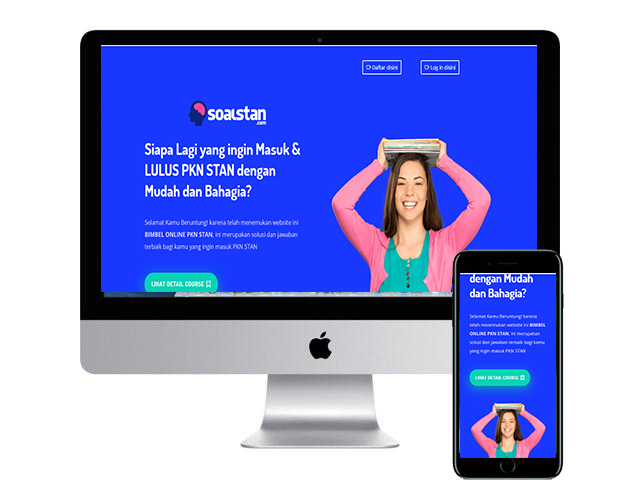 Daftar disini
Log in disini
soalstan
.com
Siapa Lagi yang ingin Masuk &
LULUS PKN STAN dengan
Mudah dan Bahagia?
Selamat Kamu Beruntung! karena telah menemukan website ini
BIMBEL ONLINE PKN STAN, ini merupakan solusi dan jawaban
terbaik bagi kamu yang ingin masuk PKN STAN
LIHAT DETAIL COURSE
dengan Mudah
dan Bahagia?
Selamat Kamu Beruntung! karena
telah menemukan website ini BIMBEL
ONLINE PKN STAN, ini merupakan
solusi dan jawaban terbaik bagi kamu
yang ingin masuk PKN STAN
LIHAT DETAIL COURSE